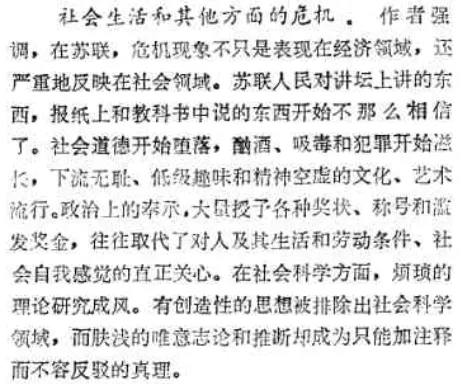 社会生活和其他方面的危机。 作者强
调，在苏联，危机现象不只是表现在经济领域，还
严重地反映在社会领域。苏联人民对讲坛上讲的东
西，报纸上和教科书中说的东西开始不那么相信
了。社会道德开始堕落，酗酒、吸毒和犯罪开始滋
长，下流无耻、低级趣味和精神空虚的文化、艺术
流行。政治上的奉承，大量授予各种奖状、称号和滥
发奖金，往往取代了对人及其生活和劳动条件、社
会自我感觉的真正关心。在社会科学方面，烦琐的
理论研究成风。有创造性的思想被排除出社会科学
领域，而肤浅的唯意志论和推断却成为只能加注释
而不容反驳的真理。